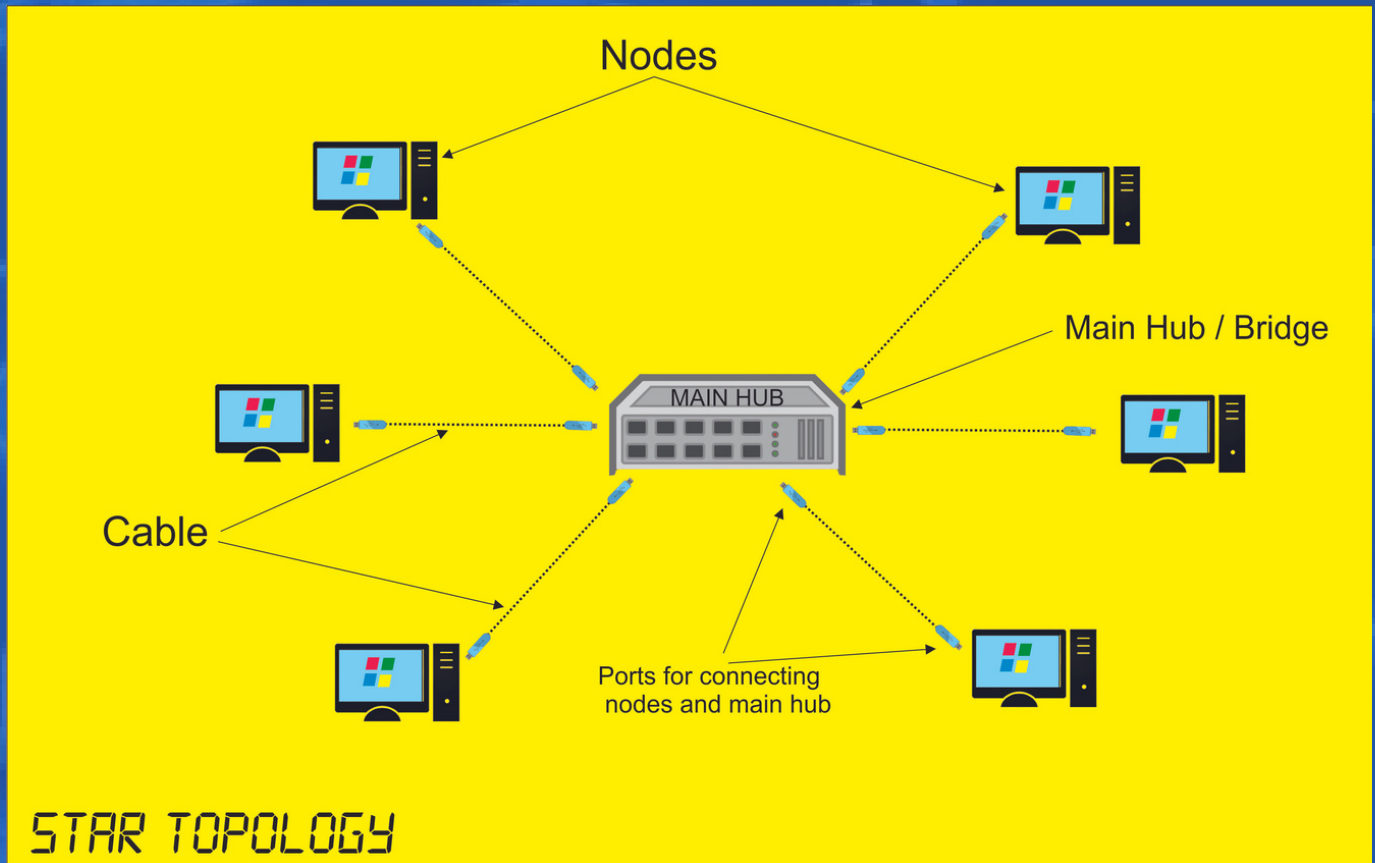 Nodes
Main Hub / Bridge
MAIN HUB
Cable
Ports for connecting
nodes and main hub
STAR TOPOLOGY